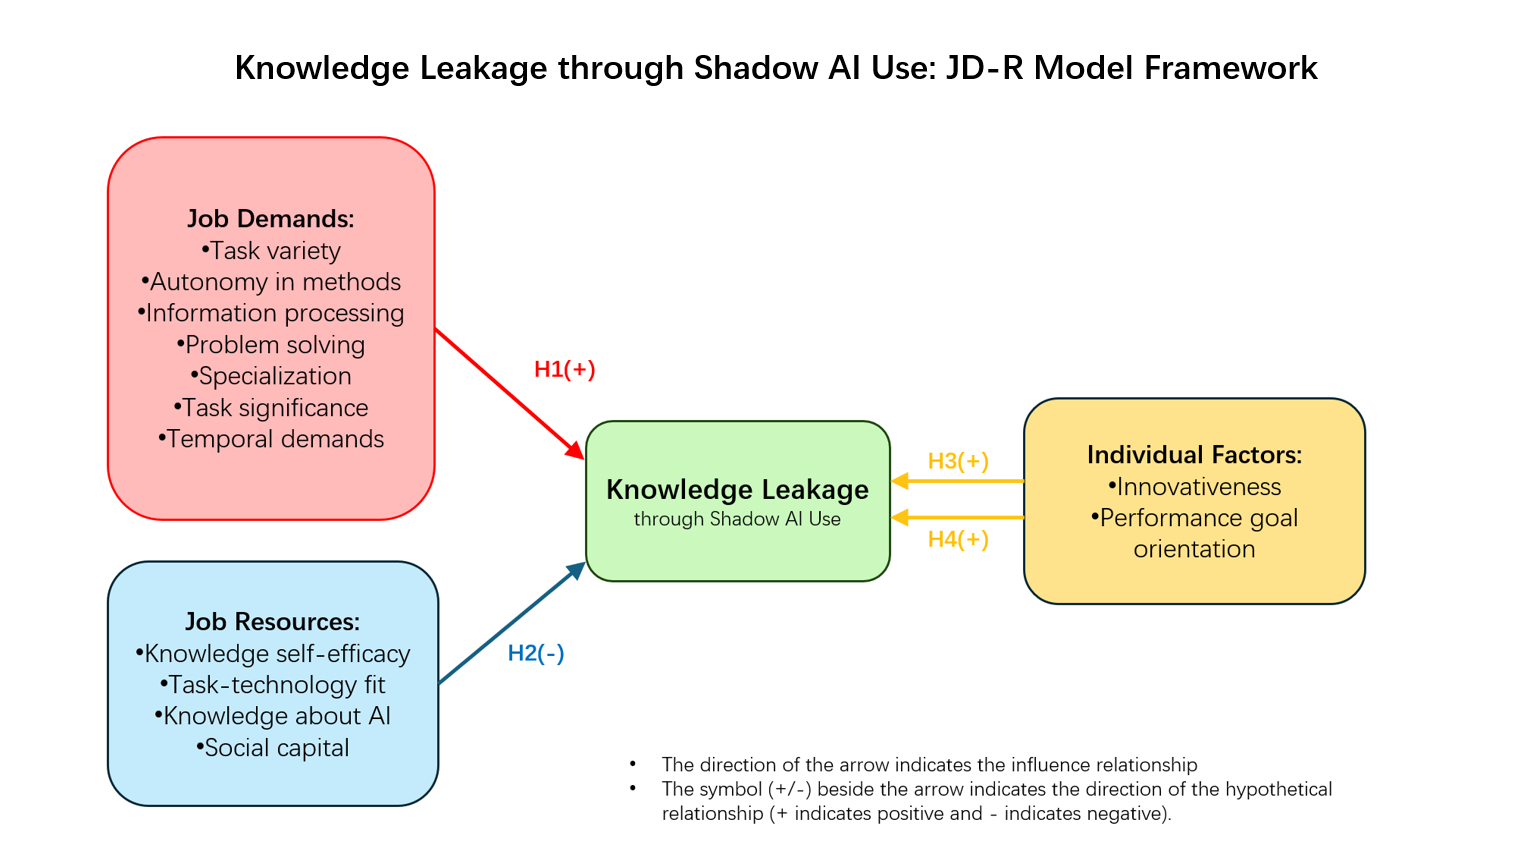 Knowledge Leakage through Shadow AI Use: JD-R Model Framework
Job Demands:
•Task variety
•Autonomy in methods
•Information processing
•Problem solving
•Specialization
•Task significance
•Temporal demands
H1(+)
Knowledge Leakage
through Shadow AI Use
H3(+)
H4(+)
Individual Factors:
•Innovativeness
•Performance goal
orientation
Job Resources:
•Knowledge self-efficacy
•Task-technology fit
•Knowledge about AI
•Social capital
H2(-)
• The direction of the arrow indicates the influence relationship
• The symbol (+/-) beside the arrow indicates the direction of the hypothetical
relationship (+ indicates positive and - indicates negative).